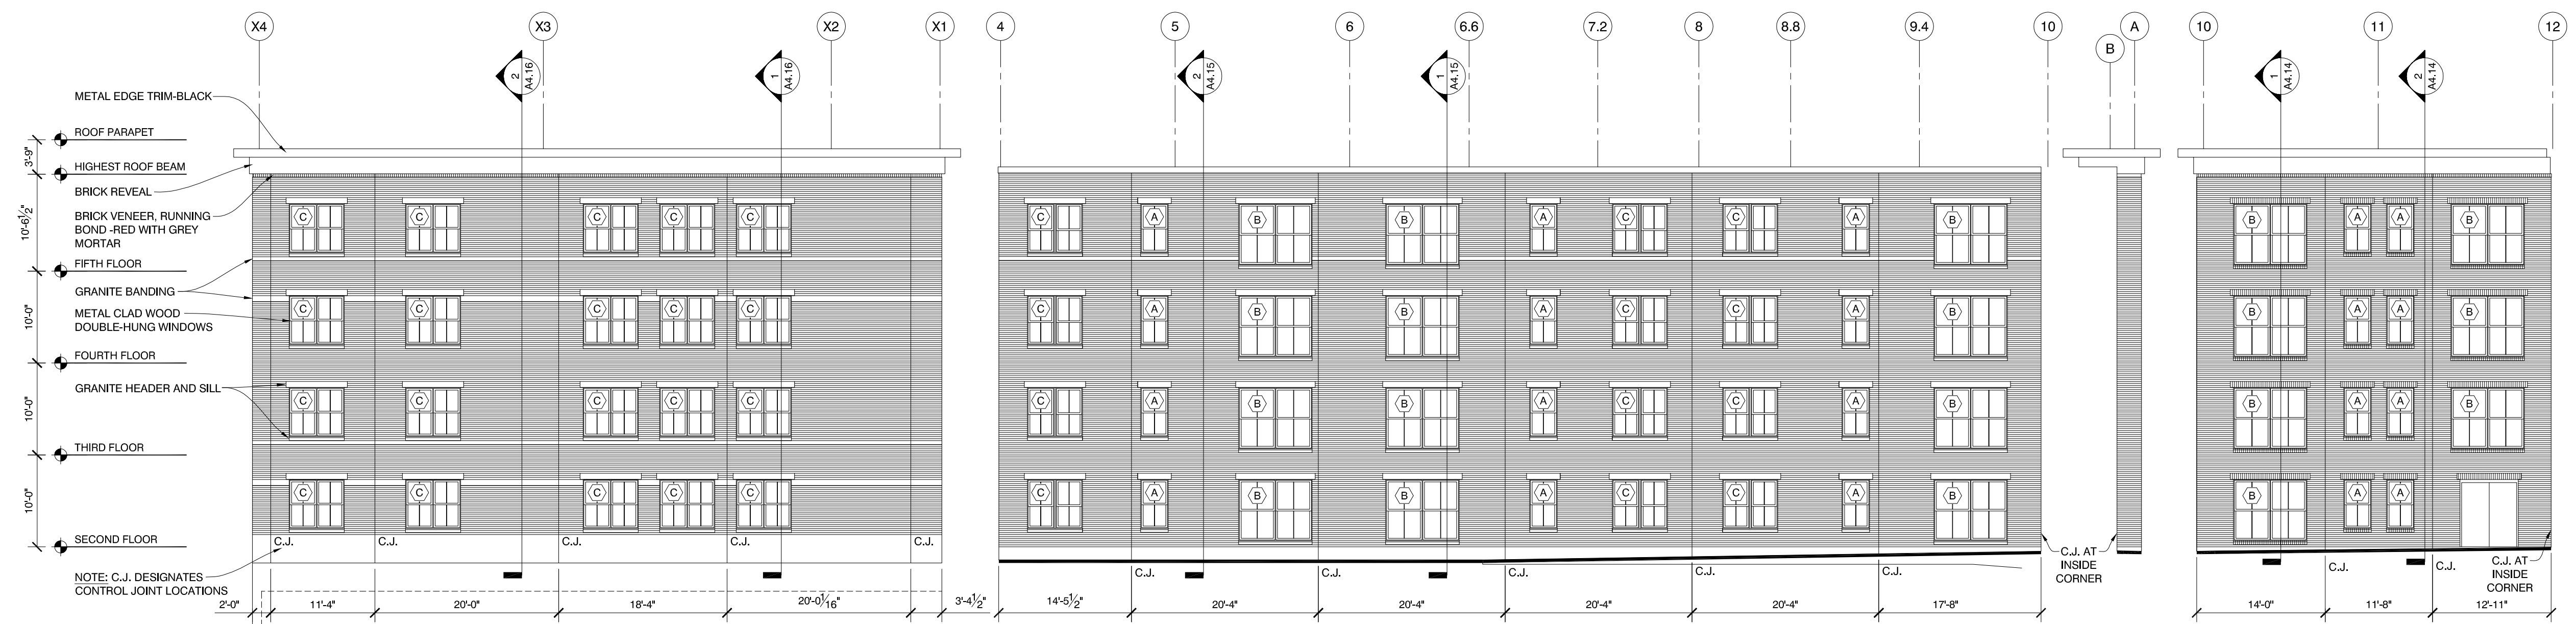 X4 X3 X2 X1 4 5 6 6.6 7.2 8 8.8 9.4 10 B A 10 11 12
2 A4.16 1 A4.16 2 A4.15 1 A4.15 1 A4.14 2 A4.14
METAL EDGE TRIM-BLACK
ROOF PARAPET
3'-9"
HIGHEST ROOF BEAM
BRICK REVEAL
BRICK VENEER, RUNNING
BOND -RED WITH GREY
MORTAR
10'-6½"
C C C C C C A B B A C C A B B A A B
FIFTH FLOOR
GRANITE BANDING
10'-0"
METAL CLAD WOOD
DOUBLE-HUNG WINDOWS
C C C C C C A B B A C C A B B A A B
FOURTH FLOOR
GRANITE HEADER AND SILL
10'-0"
C C C C C C A B B A C C A B B A A B
THIRD FLOOR
10'-0"
C C C C C C A B B A C C A B B A A
SECOND FLOOR
C.J. C.J. C.J. C.J. C.J.
NOTE: C.J. DESIGNATES
CONTROL JOINT LOCATIONS
C.J. C.J. C.J. C.J. C.J.
C.J. AT
INSIDE
CORNER
C.J. C.J.
C.J. AT
INSIDE
CORNER
2'-0" 11'-4" 20'-0" 18'-4" 20'-0 1/16" 3'-4½" 14'-5½" 20'-4" 20'-4" 20'-4" 20'-4" 17'-8" 14'-0" 11'-8" 12'-11"